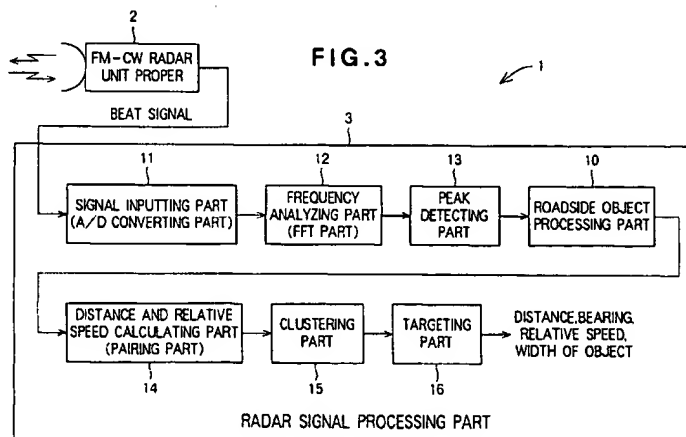 2
FM-CW RADAR
UNIT PROPER
FIG.3
1
BEAT SIGNAL
3
11
12
13
10
SIGNAL INPUTTING PART
(A/D CONVERTING PART)
FREQUENCY
ANALYZING PART
(FFT PART)
PEAK
DETECTING
PART
ROADSIDE OBJECT
PROCESSING PART
DISTANCE AND RELATIVE
SPEED CALCULATING PART
(PAIRING PART)
CLUSTERING
PART
TARGETING
PART
DISTANCE,BEARING,
RELATIVE SPEED,
WIDTH OF OBJECT
14
15
16
RADAR SIGNAL PROCESSING PART